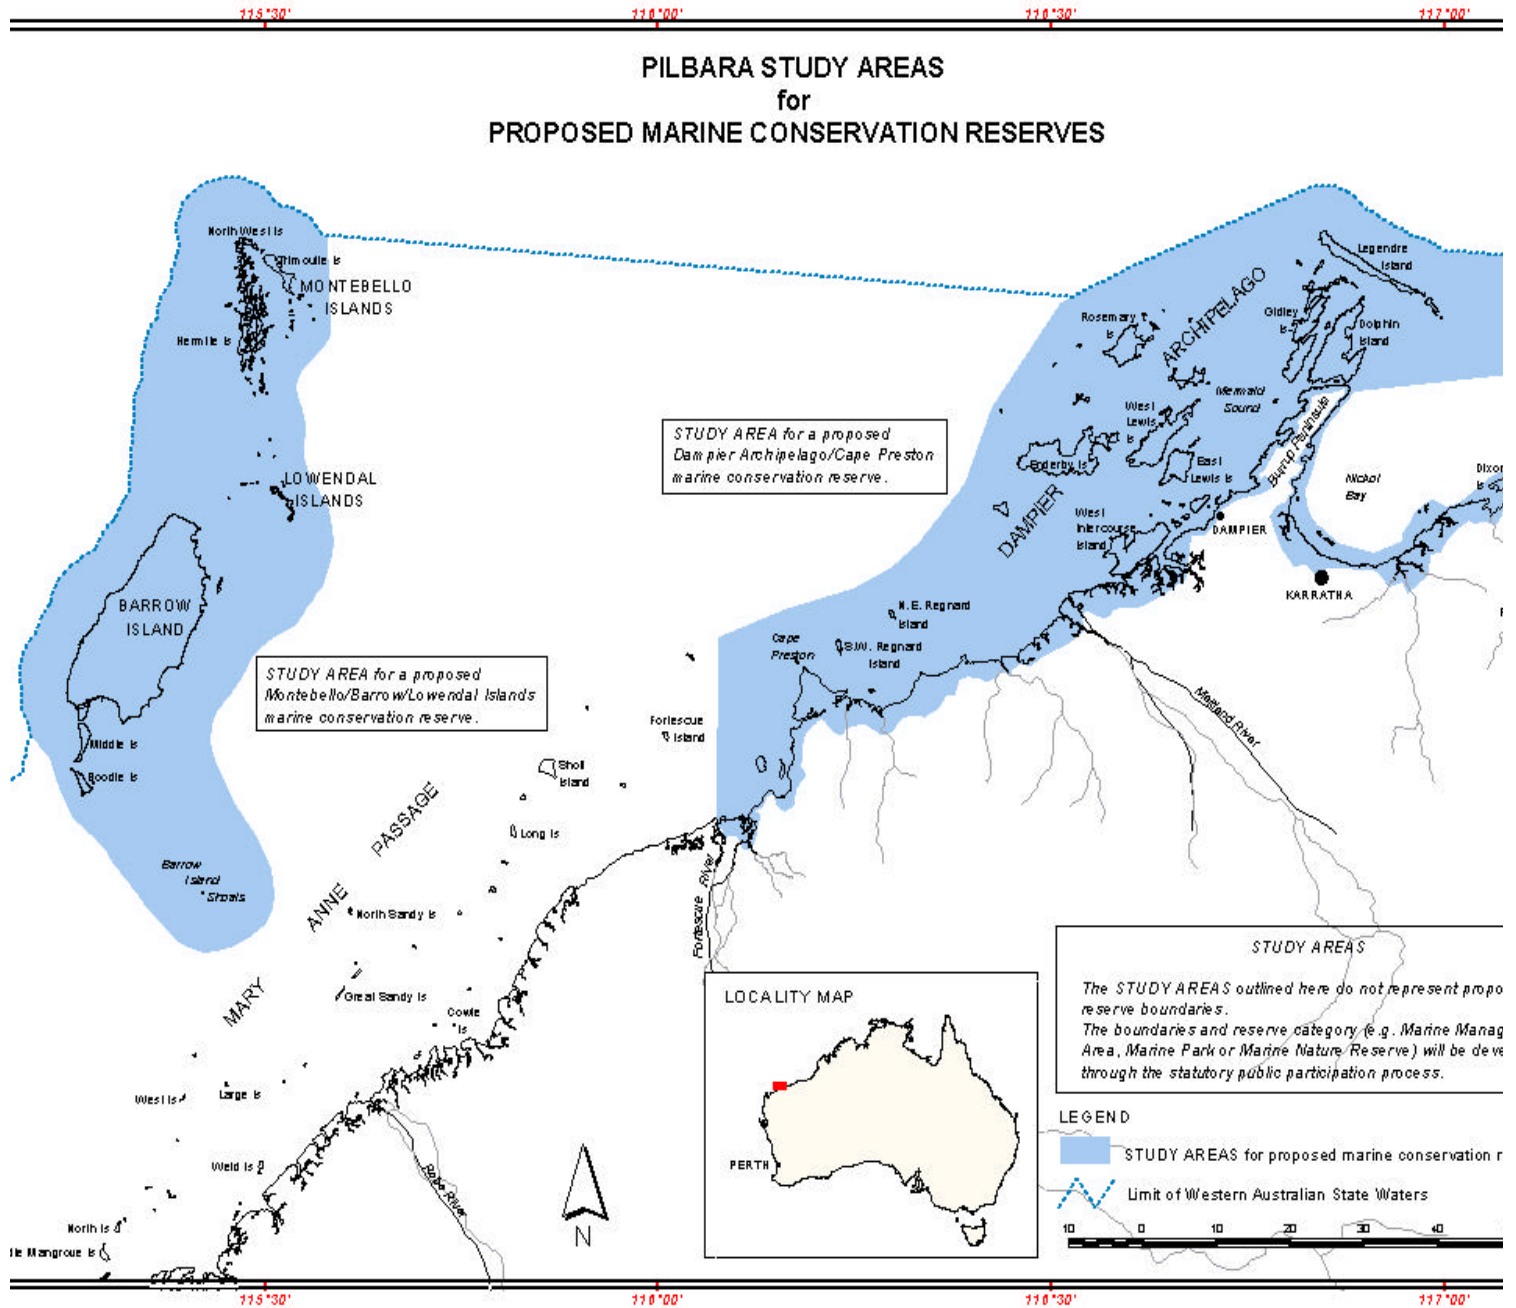 115°30'
116°00'
116°30'
117°00'
PILBARA STUDY AREAS
for
PROPOSED MARINE CONSERVATION RESERVES
North West Is
Trimouille Is
MONTEBELLO
ISLANDS
Hermite Is
LOWENDAL
ISLANDS
BARROW
ISLAND
Middle Is
Boodie Is
Barrow
Island
Shoals
STUDY AREA for a proposed
Montebello/Barrow/Lowendal Islands
marine conservation reserve.
STUDY AREA for a proposed
Dampier Archipelago/Cape Preston
marine conservation reserve.
Legendre
Island
Rosemary
Is
ARCHIPELAGO
Gidley
Is
Dolphin
Island
Mermaid
Sound
West
Lewis
Is
Enderby Is
East
Lewis Is
Burrup Peninsula
Nickol
Bay
DAMPIER
West
Intercourse
Island
DAMPIER
KARRATHA
N.E. Regnard
Island
S.W. Regnard
Island
Cape
Preston
Maitland River
Fortescue
Island
Sholl
Island
Long Is
MARY
ANNE
PASSAGE
North Sandy Is
Great Sandy Is
Cowle
Is
Fortescue River
West Is
Large Is
Weld Is
Robe River
North Is
Mangrove Is
N
LOCALITY MAP
PERTH
STUDY AREAS
The STUDY AREAS outlined here do not represent propo
reserve boundaries.
The boundaries and reserve category (e.g. Marine Manag
Area, Marine Park or Marine Nature Reserve) will be deve
through the statutory public participation process.
LEGEND
STUDY AREAS for proposed marine conservation r
Limit of Western Australian State Waters
10 0 10 20 30 40
115°30'
116°00'
116°30'
117°00'